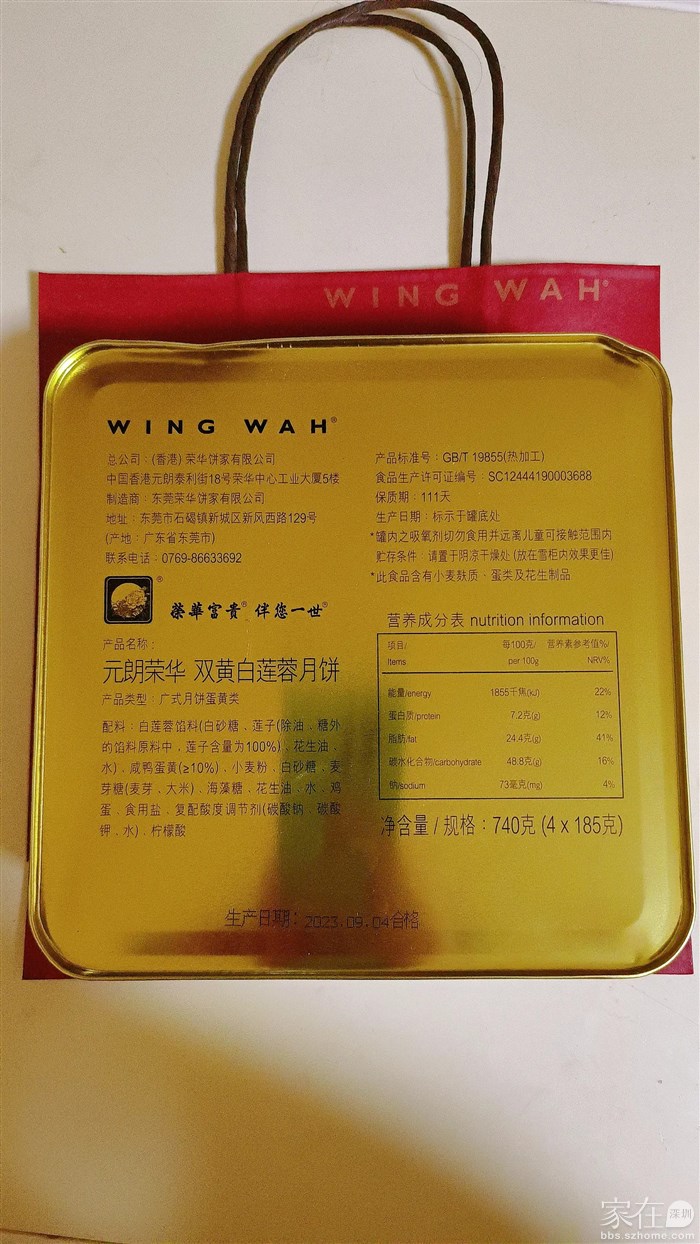 WING WAH®
WING WAH®
总公司：(香港) 荣华饼家有限公司
中国香港元朗泰利街18号荣华中心工业大厦5楼
制造商：东莞荣华饼家有限公司
地址：东莞市石碣镇新城区新风西路129号
(产地：广东省东莞市)
联系电话：0769-86633692
榮華富貴® 伴您一世®
产品名称：
元朗荣华 双黄白莲蓉月饼
产品类型：广式月饼蛋黄类
配料：白莲蓉馅料(白砂糖﹑莲子(除油﹑糖外
的馅料原料中﹐莲子含量为100%)﹑花生油﹑
水)﹑咸鸭蛋黄(≥10%)﹑小麦粉﹑白砂糖﹑麦
芽糖(麦芽﹑大米)﹑海藻糖﹑花生油﹑水﹑鸡
蛋﹑食用盐﹑复配酸度调节剂(碳酸钠﹑碳酸
钾﹑水)﹑柠檬酸
产品标准号：GB/T 19855(热加工)
食品生产许可证编号：SC12444190003688
保质期：111天
生产日期：标示于罐底处
*罐内之吸氧剂切勿食用并远离儿童可接触范围内
贮存条件：请置于阴凉干燥处 (放在雪柜内效果更佳)
*此食品含有小麦麸质﹑蛋类及花生制品
营养成分表 nutrition information
项目/ 每100克/ 营养素参考值%/
Items per 100g NRV%
能量/energy 1855千焦(kJ) 22%
蛋白质/protein 7.2克(g) 12%
脂肪/fat 24.4克(g) 41%
碳水化合物/carbohydrate 48.8克(g) 16%
钠/sodium 73毫克(mg) 4%
净含量 / 规格：740克 (4 x 185克)
生产日期：2023.09.04合格
家在深圳
bbs.szhome.com